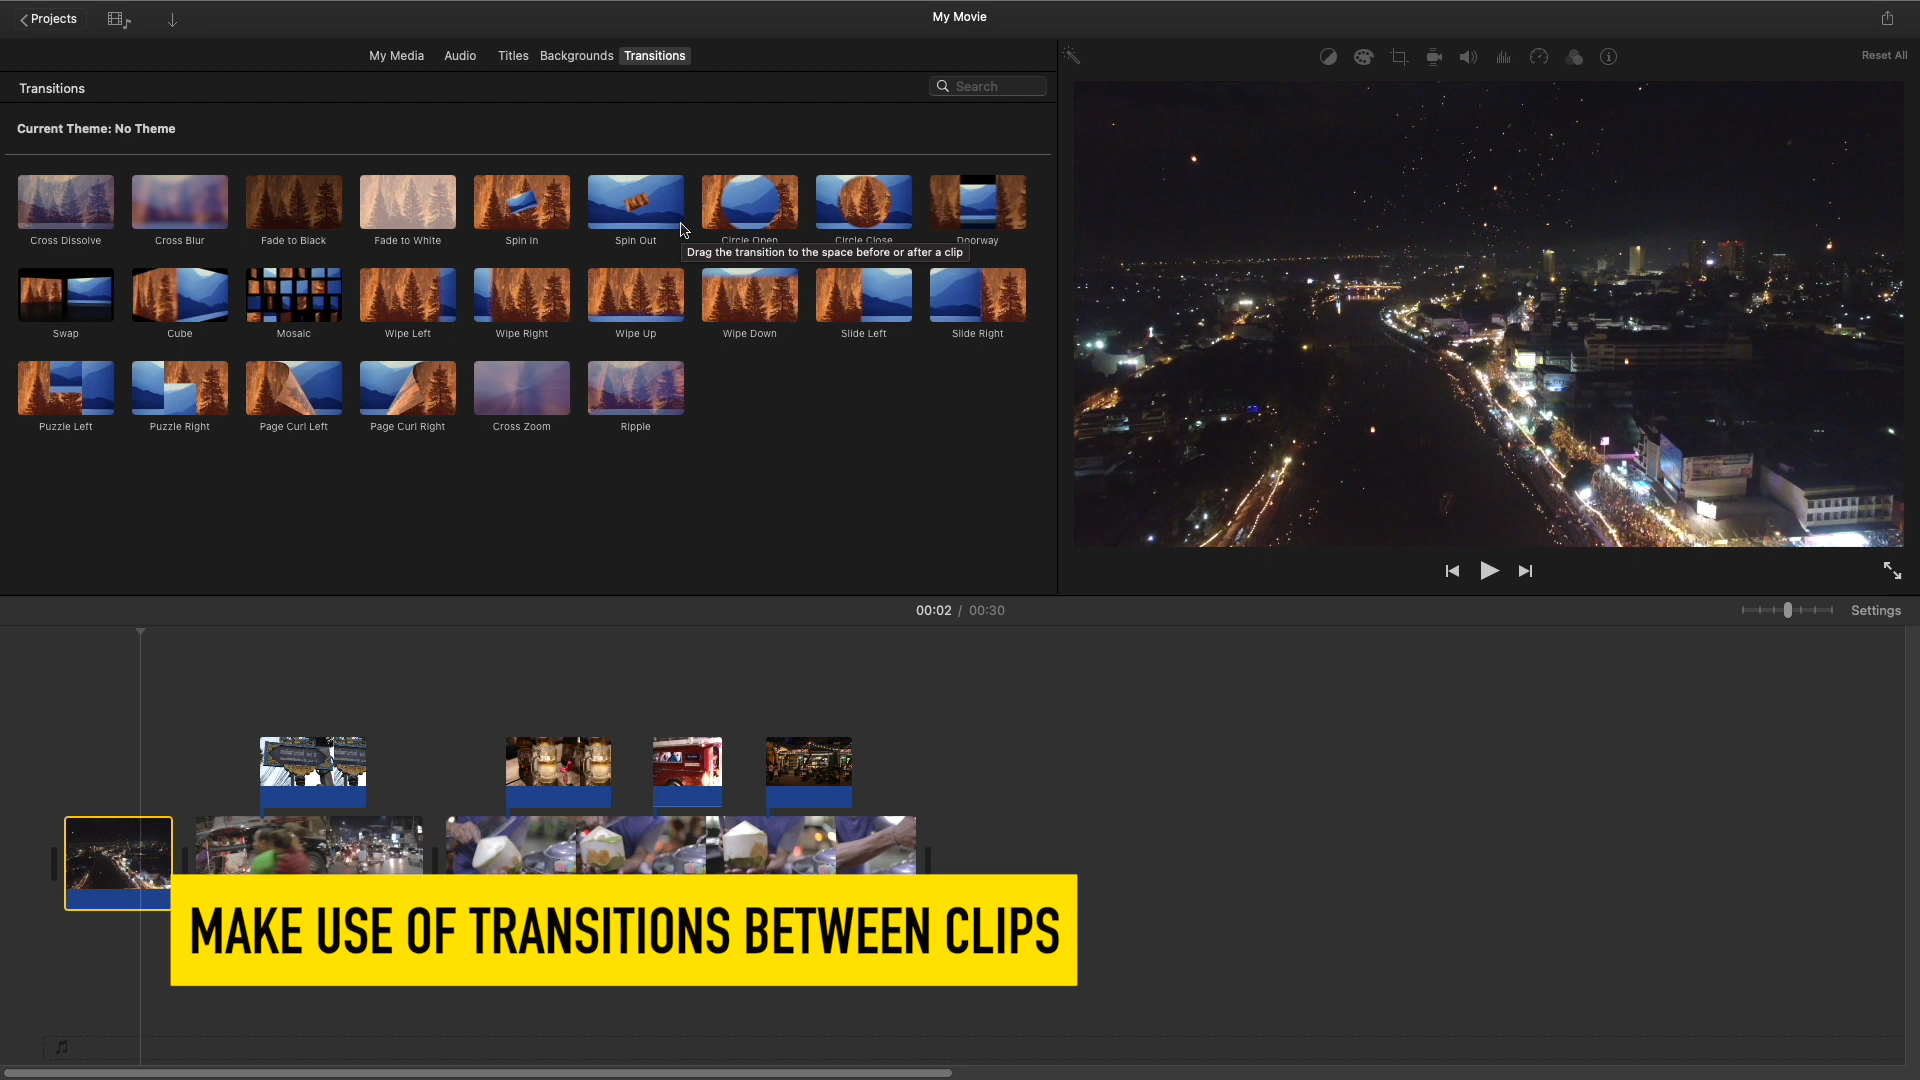 Projects
My Movie
My Media
Audio
Titles
Backgrounds
Transitions
Reset All
Transitions
Search
Current Theme: No Theme
Cross Dissolve
Cross Blur
Fade to Black
Fade to White
Spin In
Spin Out
Circle Open
Circle Close
Doorway
Drag the transition to the space before or after a clip
Swap
Cube
Mosaic
Wipe Left
Wipe Right
Wipe Up
Wipe Down
Slide Left
Slide Right
Puzzle Left
Puzzle Right
Page Curl Left
Page Curl Right
Cross Zoom
Ripple
00:02 / 00:30
Settings
MAKE USE OF TRANSITIONS BETWEEN CLIPS